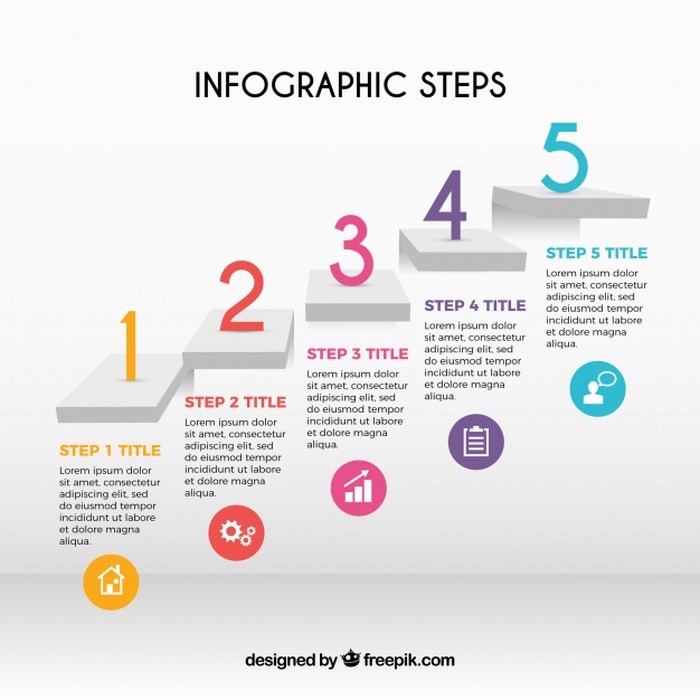 INFOGRAPHIC STEPS
1
STEP 1 TITLE
Lorem ipsum dolor
sit amet, consectetur
adipiscing elit, sed
do eiusmod tempor
incididunt ut labore
et dolore magna
aliqua.
2
STEP 2 TITLE
Lorem ipsum dolor
sit amet, consectetur
adipiscing elit, sed do
eiusmod tempor
incididunt ut labore
et dolore magna
aliqua.
3
STEP 3 TITLE
Lorem ipsum dolor
sit amet, consectetur
adipiscing elit, sed
do eiusmod tempor
incididunt ut labore
et dolore magna
aliqua.
4
STEP 4 TITLE
Lorem ipsum dolor
sit amet, consectetur
adipiscing elit, sed
do eiusmod tempor
incididunt ut labore
et dolore magna
aliqua.
5
STEP 5 TITLE
Lorem ipsum dolor
sit amet, consectetur
adipiscing elit, sed
do eiusmod tempor
incididunt ut labore
et dolore magna
aliqua.
designed by freepik.com